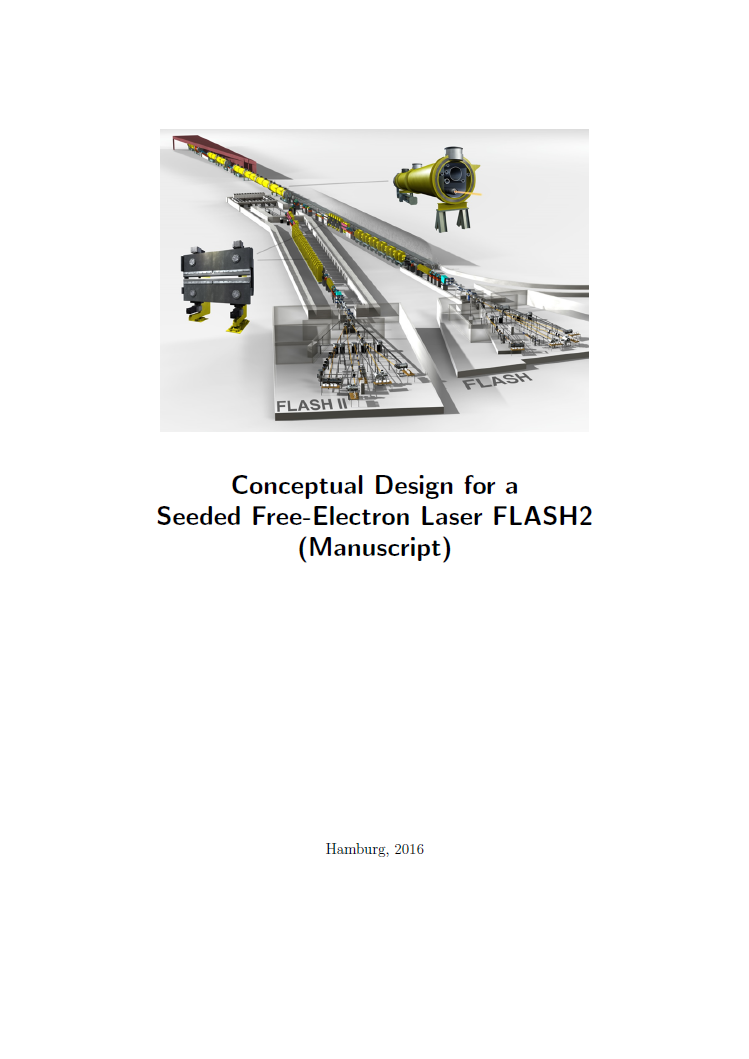 FLASH II
FLASH
Conceptual Design for a
Seeded Free-Electron Laser FLASH2
(Manuscript)
Hamburg, 2016